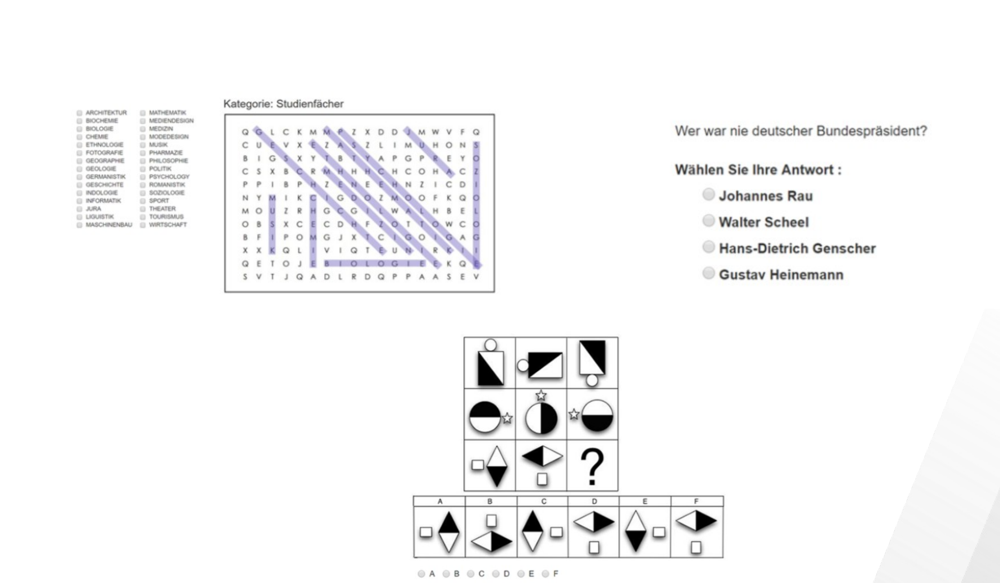 Kategorie: Studienfächer
ARCHITEKTUR MATHEMATIK
BIOCHEMIE MEDIENDESIGN
BIOLOGIE MEDIZIN
CHEMIE MODEDESIGN
ETHNOLOGIE MUSIK
FOTOGRAFIE PHARMAZIE
GEOGRAPHIE PHILOSOPHIE
GEOLOGIE POLITIK
GERMANISTIK PSYCHOLOGY
GESCHICHTE ROMANISTIK
INDOLOGIE SOZIOLOGIE
INFORMATIK SPORT
JURA THEATER
LIGUISTIK TOURISMUS
MASCHINENBAU WIRTSCHAFT
Q G L C K M M P Z X D D J M W V F Q
C U E V X E Z A S Z L I M U H O N S
B I G S X Y T B T Y A P G P R E Y O
C S X B C R M H H H C H C O H A C Z
P P I B P H Z E N E E H N Z I C D I
N Y M I K C I G D O Z M O O F K Q O
M O U Z R H G C G I L W A L H B E L
O B S X C E C D H F Z O T T O W C O
B F I P O M G J X T C I G O I G A G
X X K Q L I V I Q T E U N I R K I I
Q E T O J E B I O L O G I E E K Q E
S V T J Q A D L R D Q P P A A S E V
Wer war nie deutscher Bundespräsident?
Wählen Sie Ihre Antwort :
Johannes Rau
Walter Scheel
Hans-Dietrich Genscher
Gustav Heinemann
?
A B C D E F
A B C D E F